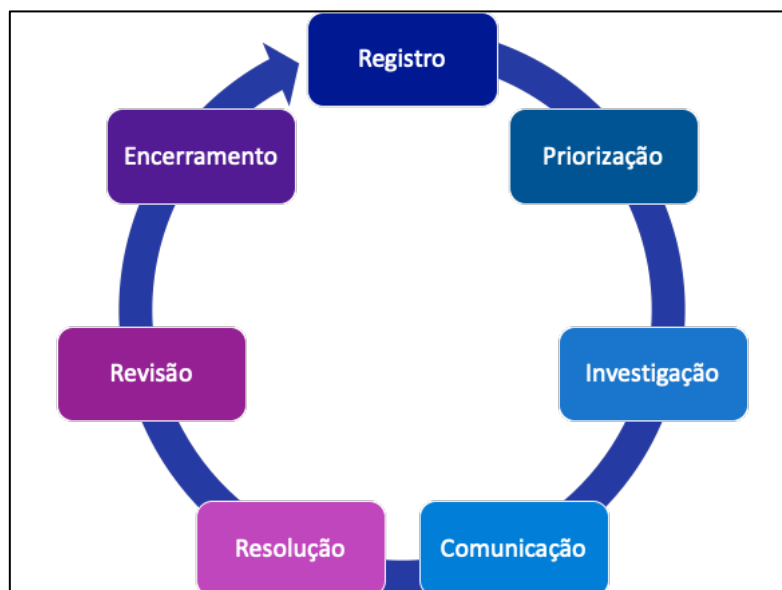 Registro
Priorização
Investigação
Comunicação
Resolução
Revisão
Encerramento